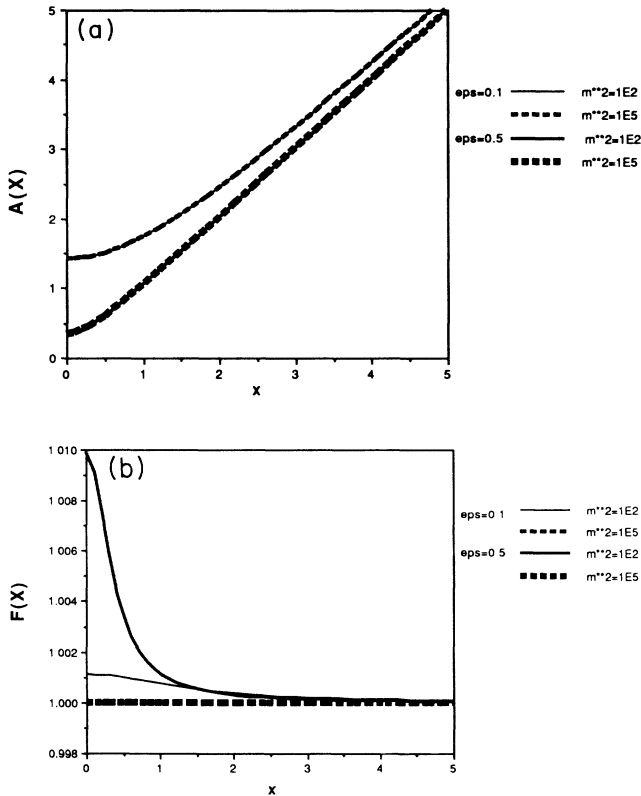 (a)
5
4
3
2
1
0
A(X)
0 1 2 3 4 5
X
eps=0.1 m**2=1E2
m**2=1E5
eps=0.5 m**2=1E2
m**2=1E5
(b)
1 010
1.008
1.006
1.004
1.002
1.000
0.998
F(X)
0 1 2 3 4 5
x
eps=0 1 m**2=1E2
m**2=1E5
eps=0 5 m**2=1E2
m**2=1E5